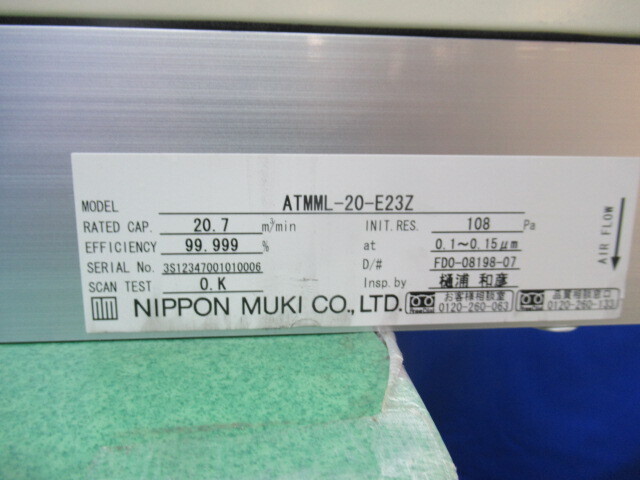 MODEL ATMML-20-E23Z
RATED CAP. 20.7 m³/min INIT.RES. 108 Pa
EFFICIENCY 99.999 % at 0.1～0.15μm
SERIAL No. 3S12347001010006 D/# FD0-08198-07
SCAN TEST O.K Insp.by 樋浦 和彦
AIR FLOW
NIPPON MUKI CO.,LTD. お客様相談室 品質相談窓口
0120-260-063 0120-260-133